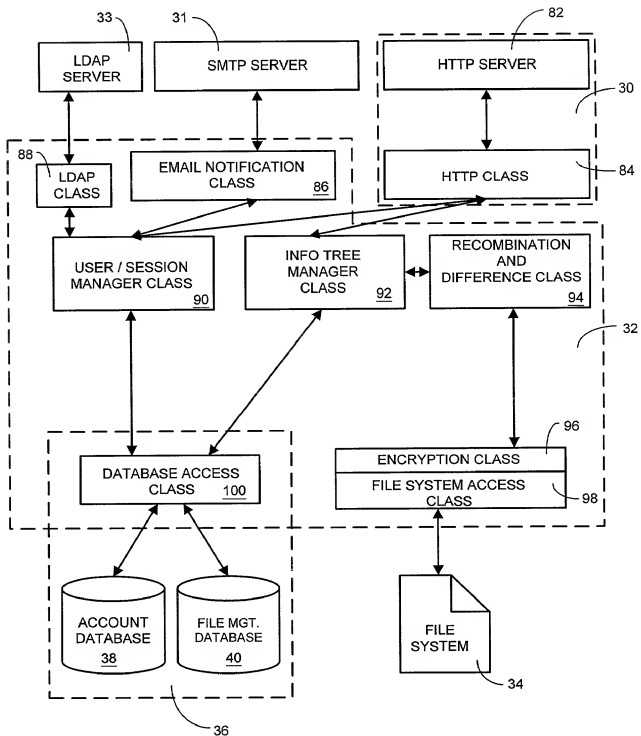 33
31
82
LDAP
SERVER
SMTP SERVER
HTTP SERVER
30
88
LDAP
CLASS
EMAIL NOTIFICATION
CLASS
86
HTTP CLASS
84
USER / SESSION
MANAGER CLASS
90
INFO TREE
MANAGER
CLASS
92
RECOMBINATION
AND
DIFFERENCE CLASS
94
32
96
DATABASE ACCESS
CLASS
100
ENCRYPTION CLASS
FILE SYSTEM ACCESS
CLASS
98
ACCOUNT
DATABASE
38
FILE MGT.
DATABASE
40
FILE
SYSTEM
34
36